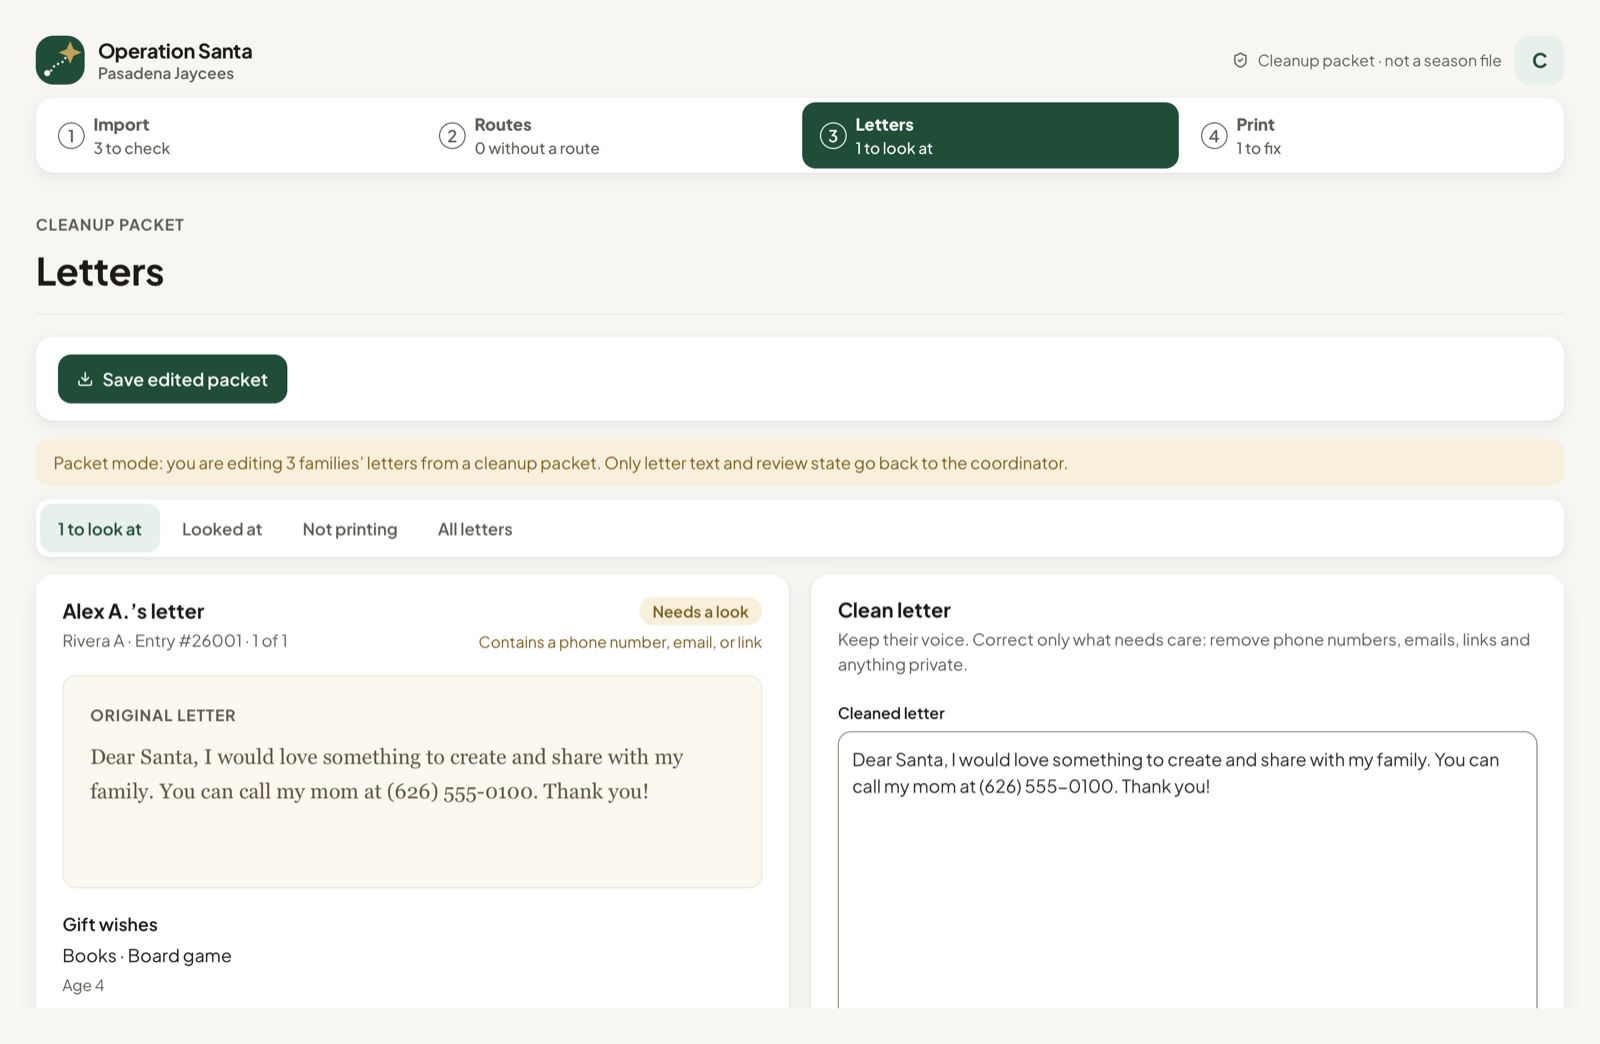 Operation Santa
Pasadena Jaycees
Cleanup packet · not a season file
C
1
Import
3 to check
2
Routes
0 without a route
3
Letters
1 to look at
4
Print
1 to fix
CLEANUP PACKET
Letters
Save edited packet
Packet mode: you are editing 3 families’ letters from a cleanup packet. Only letter text and review state go back to the coordinator.
1 to look at
Looked at
Not printing
All letters
Alex A.’s letter
Needs a look
Rivera A · Entry #26001 · 1 of 1
Contains a phone number, email, or link
ORIGINAL LETTER
Dear Santa, I would love something to create and share with my
family. You can call my mom at (626) 555-0100. Thank you!
Gift wishes
Books · Board game
Age 4
Clean letter
Keep their voice. Correct only what needs care: remove phone numbers, emails, links and
anything private.
Cleaned letter
Dear Santa, I would love something to create and share with my family. You can
call my mom at (626) 555-0100. Thank you!